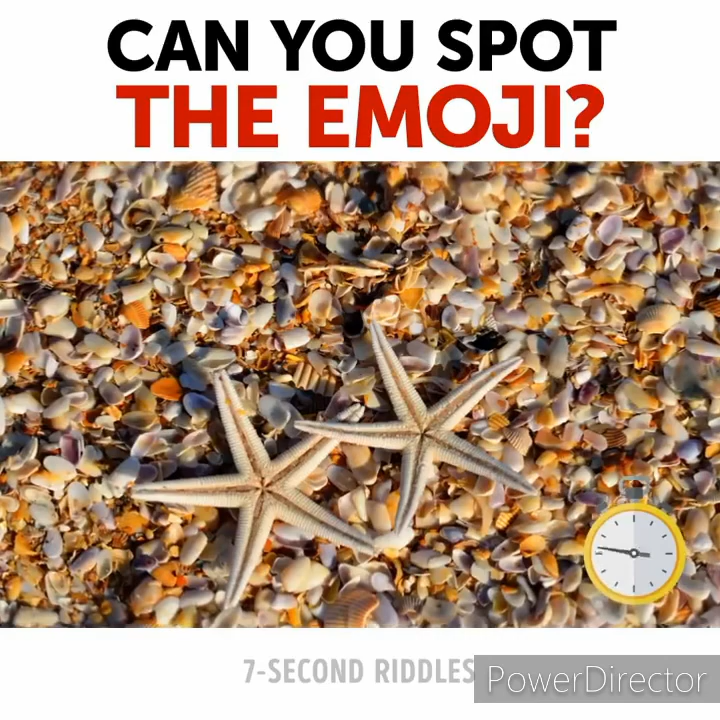 CAN YOU SPOT
THE EMOJI?
7-SECOND RIDDLES
PowerDirector